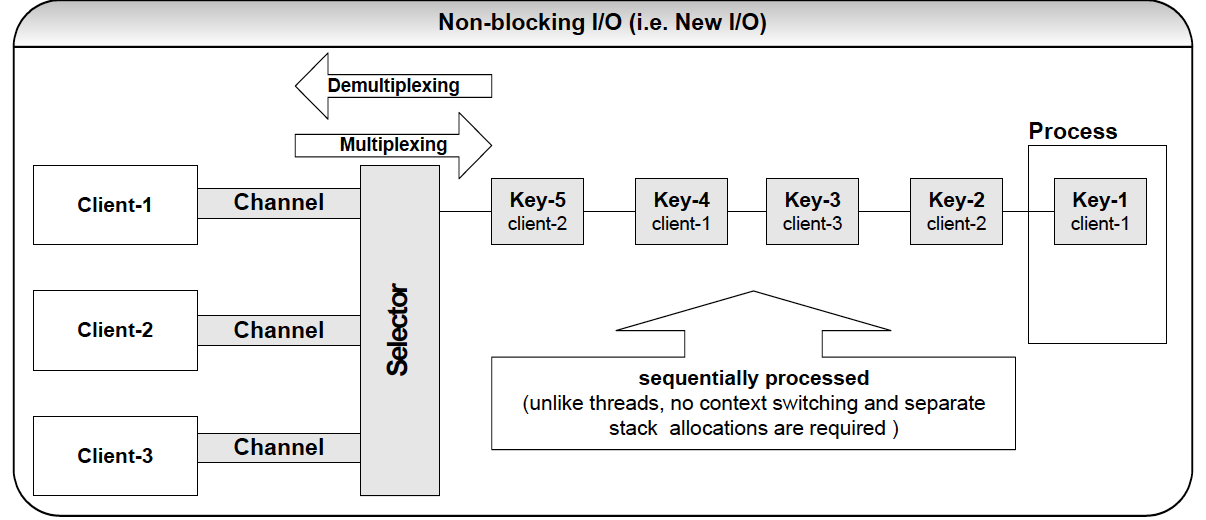 Non-blocking I/O (i.e. New I/O)
Demultiplexing
Multiplexing
Process
Client-1
Channel
Key-5
client-2
Key-4
client-1
Key-3
client-3
Key-2
client-2
Key-1
client-1
Selector
Client-2
Channel
sequentially processed
(unlike threads, no context switching and separate
stack allocations are required )
Client-3
Channel